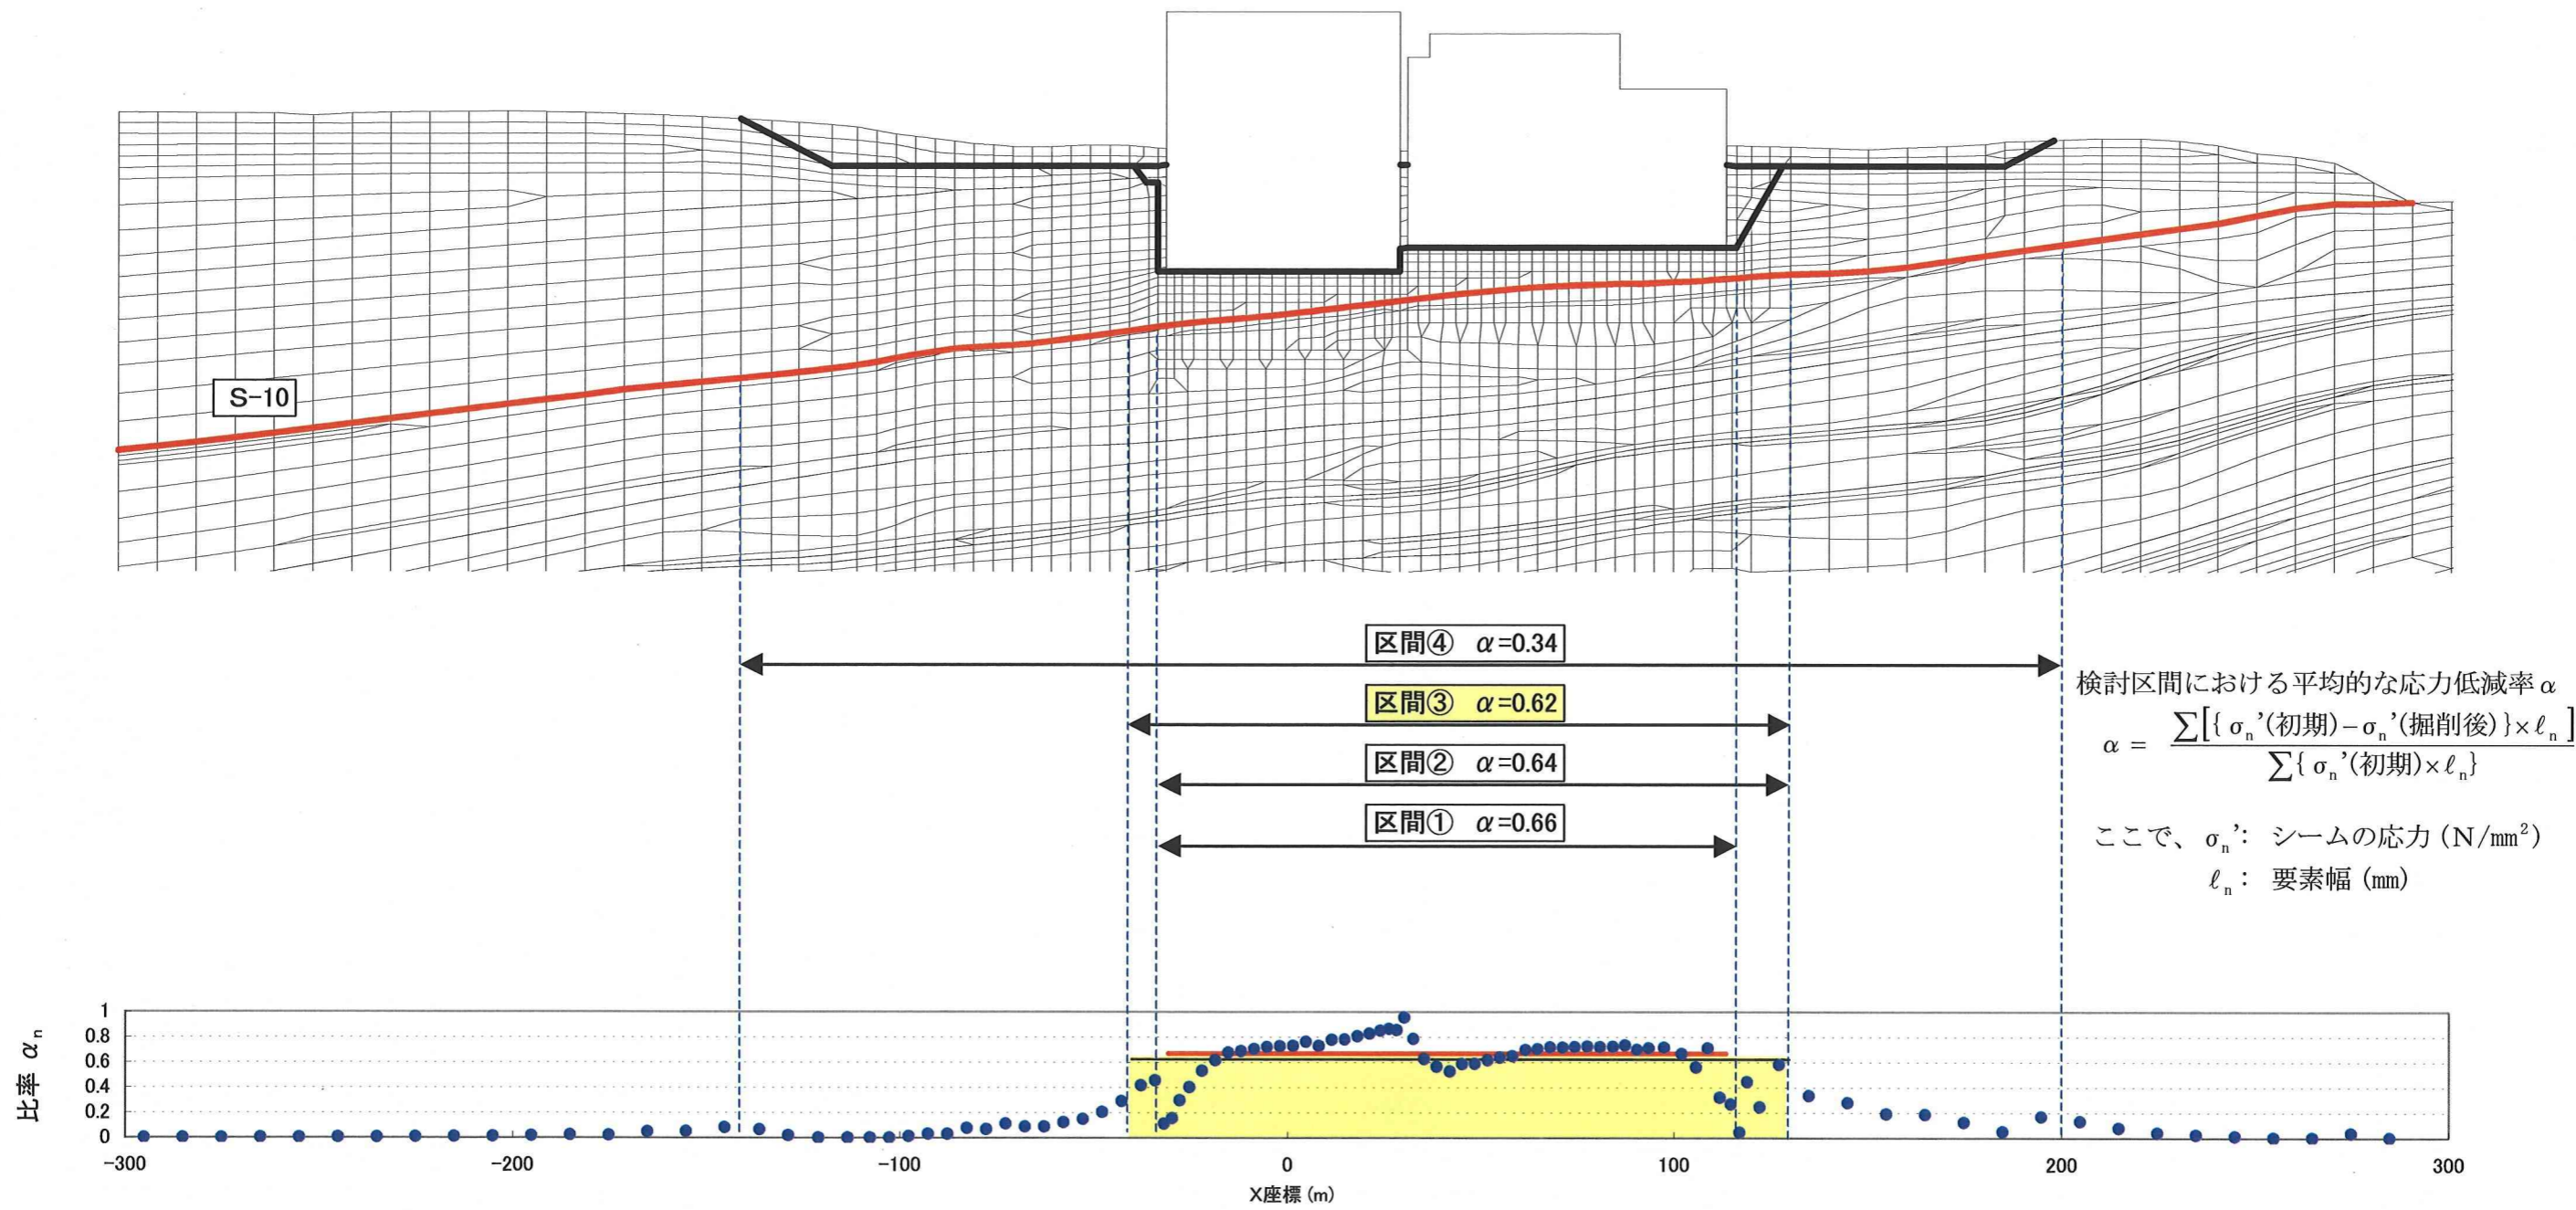 S-10
区間④ α=0.34
区間③ α=0.62
区間② α=0.64
区間① α=0.66
検討区間における平均的な応力低減率α
α = ∑[{ σn’(初期)−σn’(掘削後) }×ℓn ]
∑{ σn’(初期)×ℓn}
ここで、σn’: シームの応力 (N/mm²)
ℓn: 要素幅 (mm)
比率 αn
1
0.8
0.6
0.4
0.2
0
-300 -200 -100 0 100 200 300
X座標 (m)